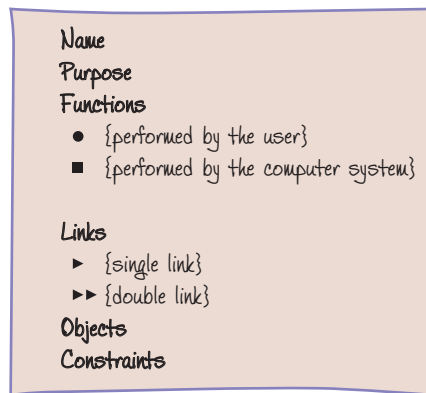 Name
Purpose
Functions
● {performed by the user}
■ {performed by the computer system}
Links
► {single link}
►► {double link}
Objects
Constraints